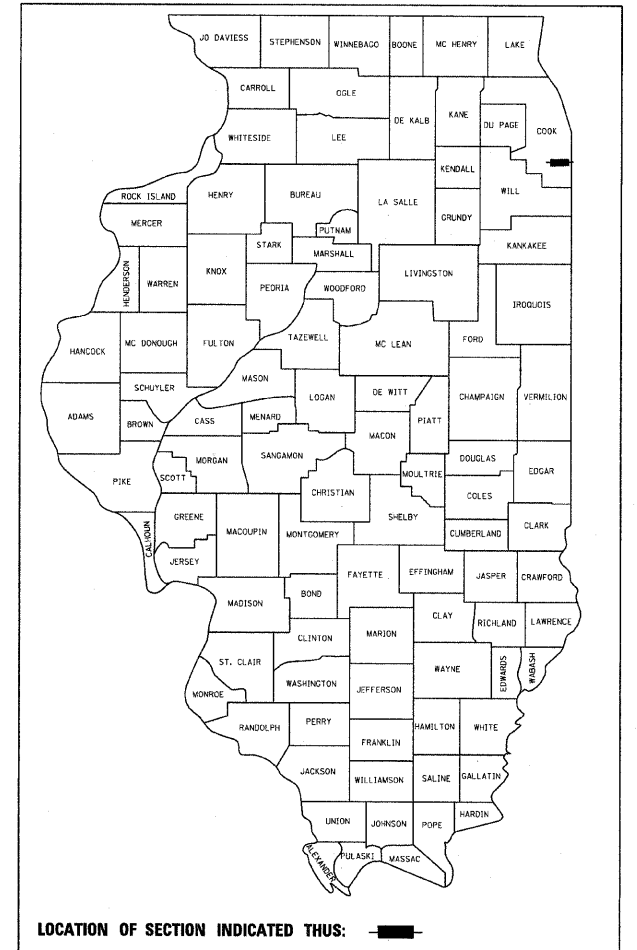 JO DAVIESS STEPHENSON WINNEBAGO BOONE MC HENRY LAKE
CARROLL OGLE
DE KALB KANE DU PAGE COOK
WHITESIDE LEE
KENDALL WILL
ROCK ISLAND HENRY BUREAU LA SALLE
GRUNDY
MERCER PUTNAM
STARK MARSHALL KANKAKEE
HENDERSON WARREN KNOX LIVINGSTON
PEORIA WOODFORD IROQUOIS
HANCOCK MC DONOUGH FULTON TAZEWELL MC LEAN FORD
MASON
SCHUYLER DE WITT
ADAMS BROWN CASS MENARD LOGAN PIATT CHAMPAIGN VERMILION
MACON
MORGAN SANGAMON DOUGLAS
PIKE SCOTT MOULTRIE EDGAR
CHRISTIAN COLES
GREENE SHELBY
CALHOUN MACOUPIN MONTGOMERY CUMBERLAND CLARK
JERSEY
FAYETTE EFFINGHAM JASPER CRAWFORD
MADISON BOND
CLAY RICHLAND LAWRENCE
CLINTON MARION
ST. CLAIR WAYNE EDWARDS WABASH
WASHINGTON JEFFERSON
MONROE
RANDOLPH PERRY HAMILTON WHITE
FRANKLIN
JACKSON WILLIAMSON SALINE GALLATIN
UNION JOHNSON POPE HARDIN
ALEXANDER PULASKI MASSAC
LOCATION OF SECTION INDICATED THUS: